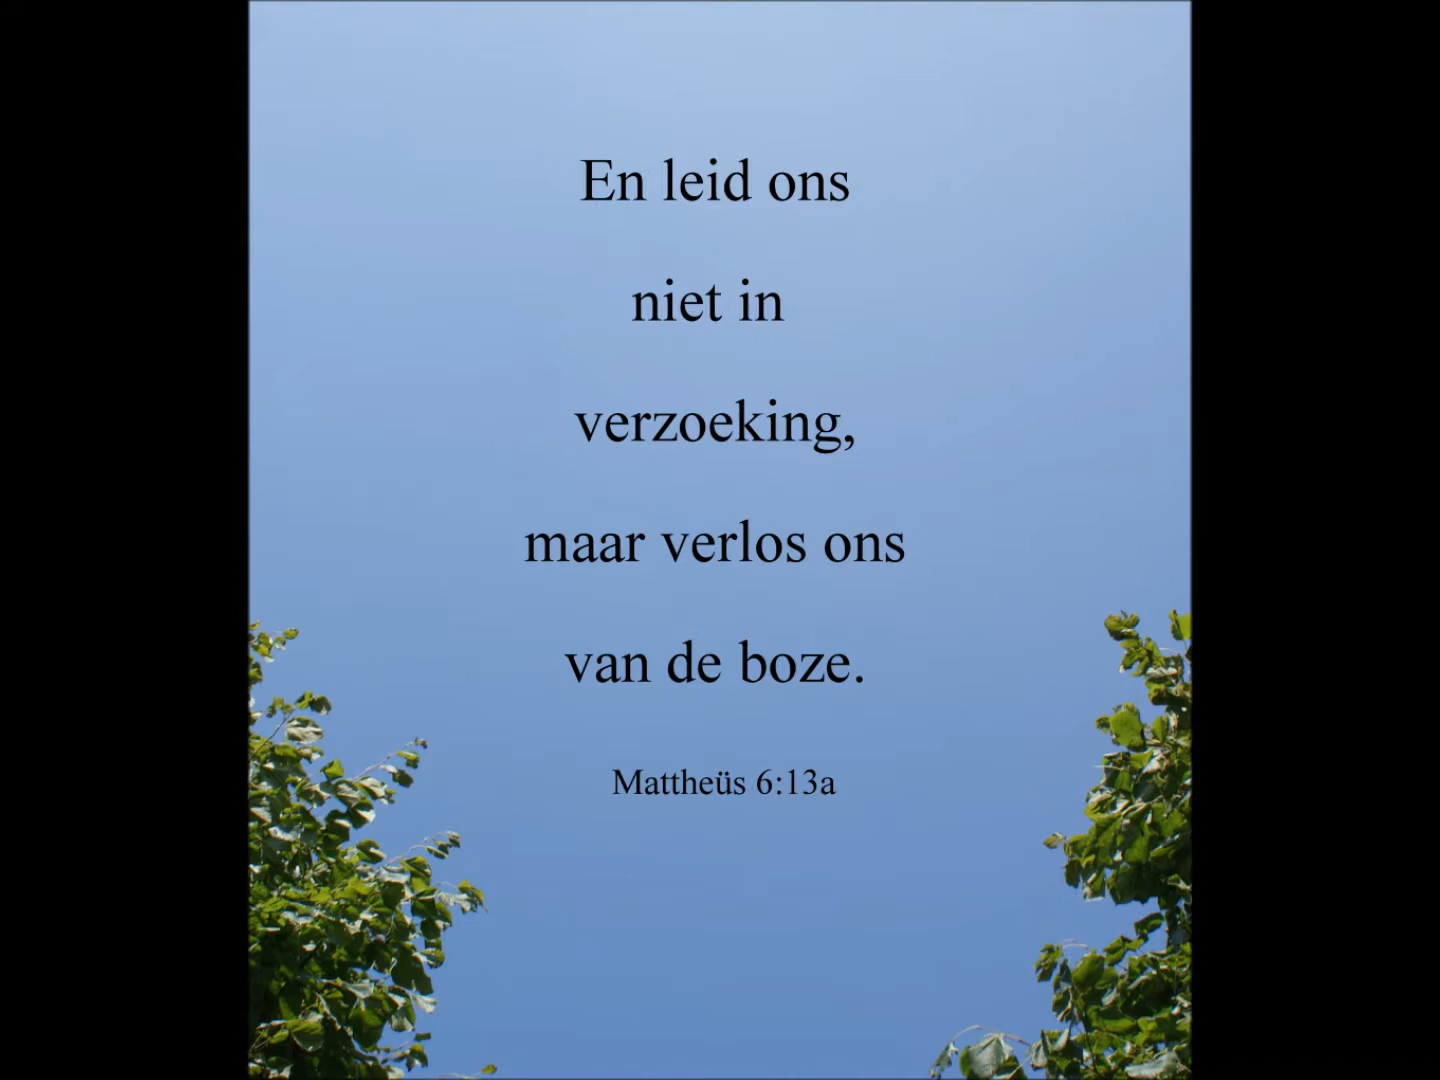 En leid ons
niet in
verzoeking,
maar verlos ons
van de boze.
Mattheüs 6:13a